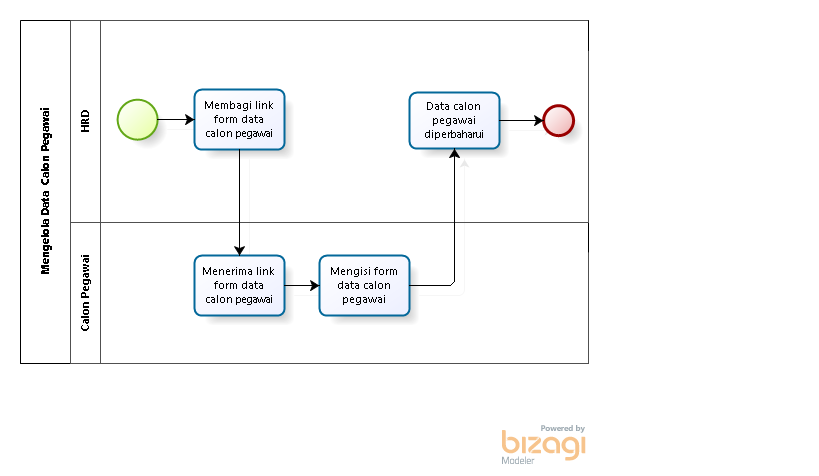 Mengelola Data Calon Pegawai
HRD
Membagi link
form data
calon pegawai
Data calon
pegawai
diperbaharui
Calon Pegawai
Menerima link
form data
calon pegawai
Mengisi form
data calon
pegawai
Powered by
bizagi
Modeler